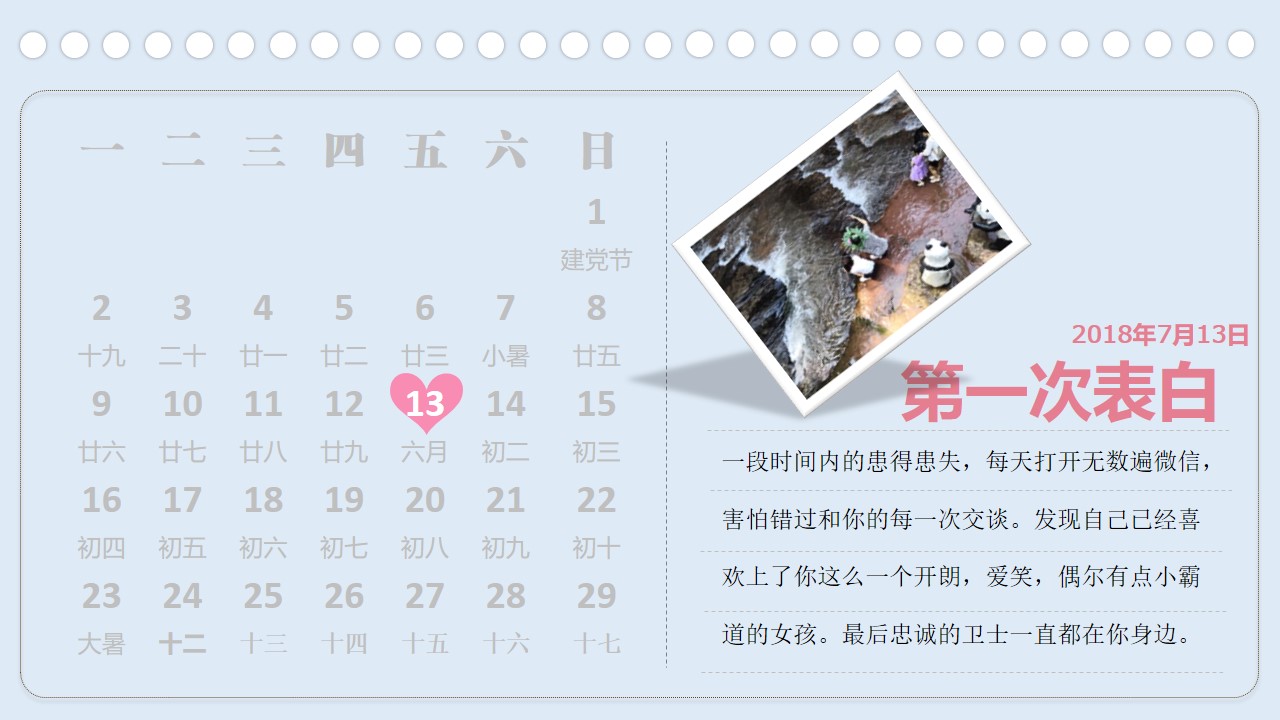 一 二 三 四 五 六 日
1
建党节
2 3 4 5 6 7 8
十九 二十 廿一 廿二 廿三 小暑 廿五
9 10 11 12 13 14 15
廿六 廿七 廿八 廿九 六月 初二 初三
16 17 18 19 20 21 22
初四 初五 初六 初七 初八 初九 初十
23 24 25 26 27 28 29
大暑 十二 十三 十四 十五 十六 十七
2018年7月13日
第一次表白
一段时间内的患得患失，每天打开无数遍微信，
害怕错过和你的每一次交谈。发现自己已经喜
欢上了你这么一个开朗，爱笑，偶尔有点小霸
道的女孩。最后忠诚的卫士一直都在你身边。